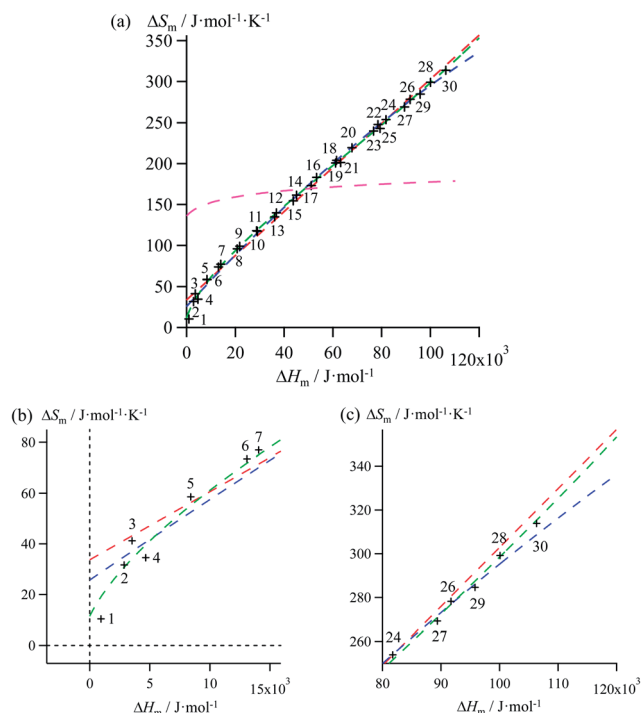 (a) ΔSm / J·mol-1·K-1
350
300
250
200
150
100
50
0
0 20 40 60 80 100 120x10³
ΔHm / J·mol-1
1 2 3 4 5 6 7 8 9 10 11 12 13 14 15 16 17 18 19 20 21 22 23 24 25 26 27 28 29 30
(b) ΔSm / J·mol-1·K-1
80
60
40
20
0
0 5 10 15x10³
ΔHm / J·mol-1
1 2 3 4 5 6 7
(c) ΔSm / J·mol-1·K-1
340
320
300
280
260
80 90 100 110 120x10³
ΔHm / J·mol-1
24 26 27 28 29 30